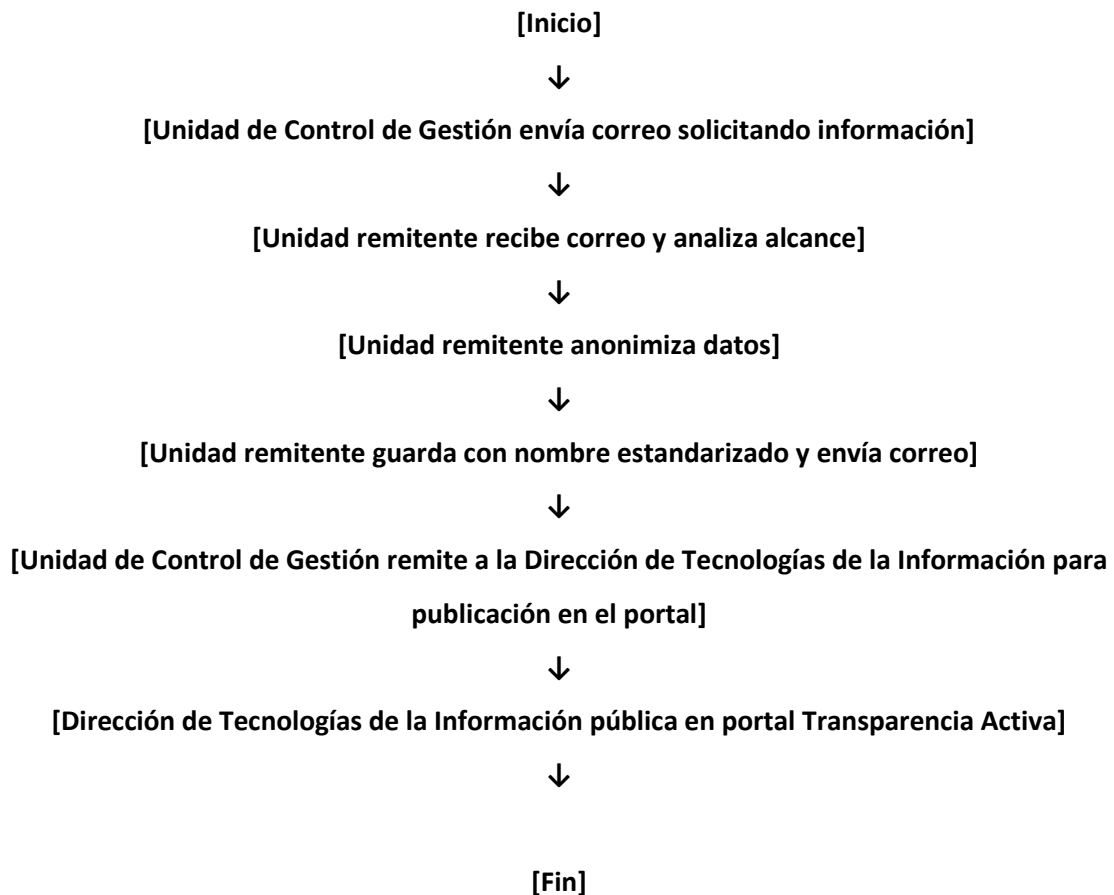 [Inicio]
↓
[Unidad de Control de Gestión envía correo solicitando información]
↓
[Unidad remitente recibe correo y analiza alcance]
↓
[Unidad remitente anonimiza datos]
↓
[Unidad remitente guarda con nombre estandarizado y envía correo]
↓
[Unidad de Control de Gestión remite a la Dirección de Tecnologías de la Información para
publicación en el portal]
↓
[Dirección de Tecnologías de la Información pública en portal Transparencia Activa]
↓
[Fin]